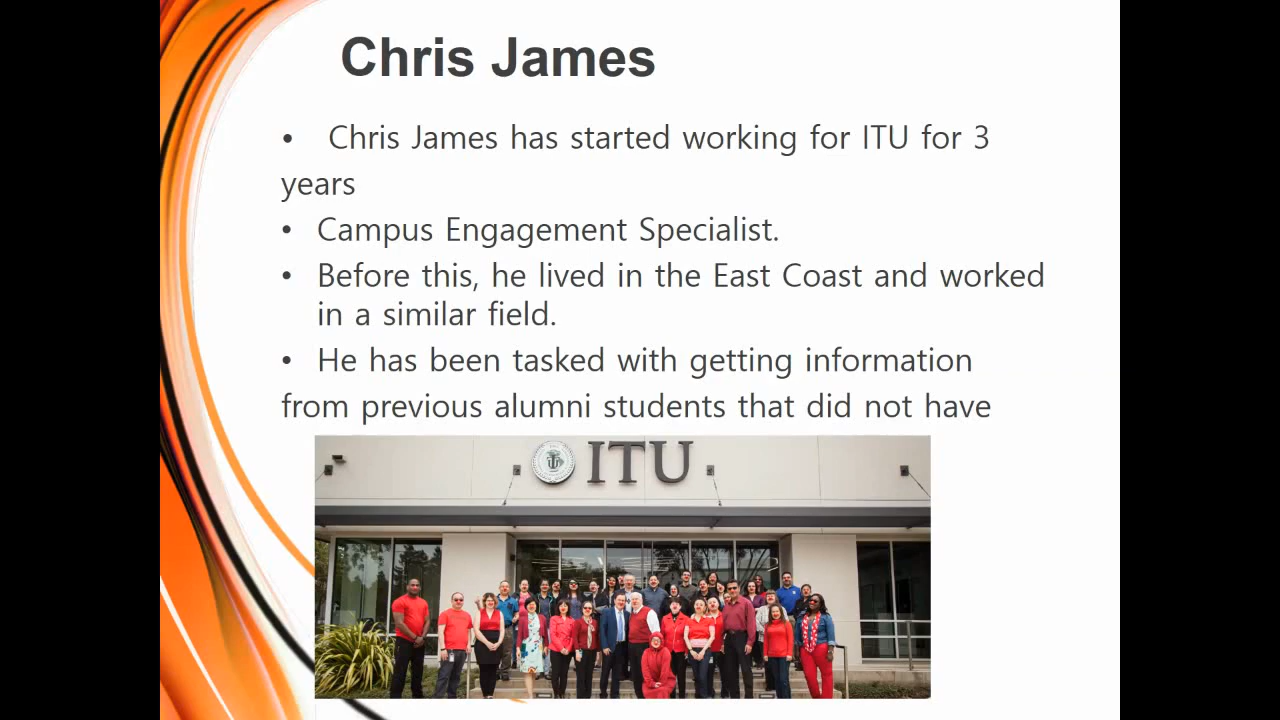 Chris James
• Chris James has started working for ITU for 3
years
• Campus Engagement Specialist.
• Before this, he lived in the East Coast and worked
in a similar field.
• He has been tasked with getting information
from previous alumni students that did not have
ITU